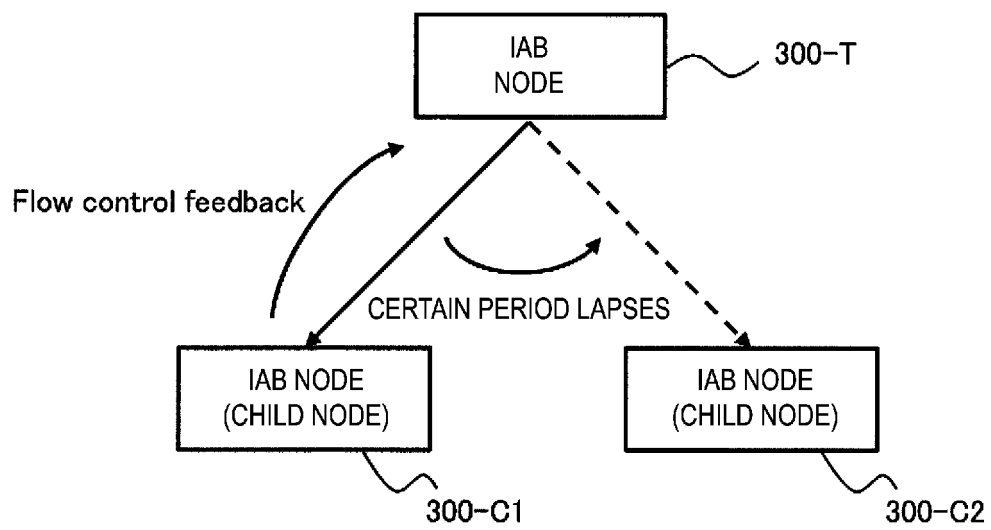 IAB
NODE
300-T
Flow control feedback
CERTAIN PERIOD LAPSES
IAB NODE
(CHILD NODE)
IAB NODE
(CHILD NODE)
300-C1
300-C2